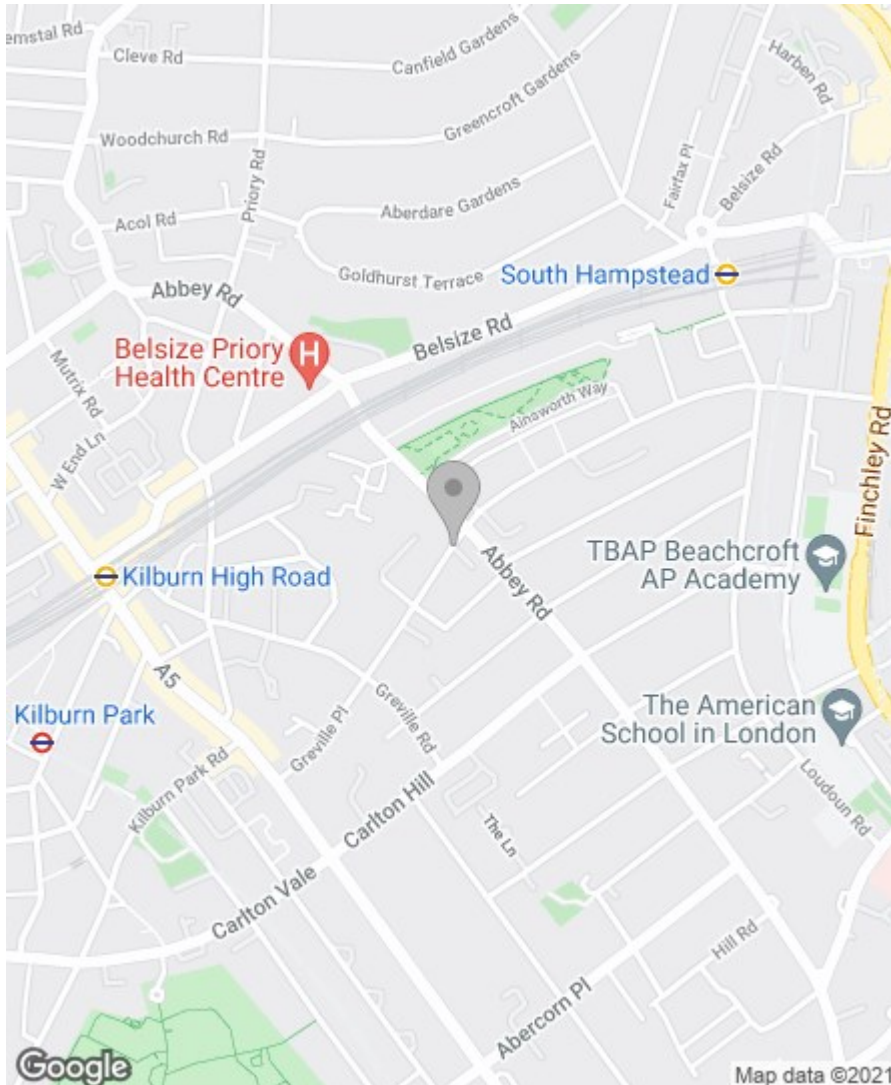 emstal Rd
Cleve Rd
Canfield Gardens
Harben Rd
Greencroft Gardens
Woodchurch Rd
Priory Rd
Fairfax Pl
Belsize Rd
Aberdare Gardens
Acol Rd
Goldhurst Terrace
South Hampstead
Abbey Rd
Belsize Rd
Belsize Priory
Health Centre
H
Mutrix Rd
Ainsworth Way
W End Ln
Finchley Rd
Abbey Rd
TBAP Beachcroft
AP Academy
Kilburn High Road
A5
Kilburn Park
Greville Pl
Greville Rd
The American
School in London
Kilburn Park Rd
Loudoun Rd
Carlton Hill
The Ln
Carlton Vale
Hill Rd
Abercorn Pl
Google
Map data ©2021